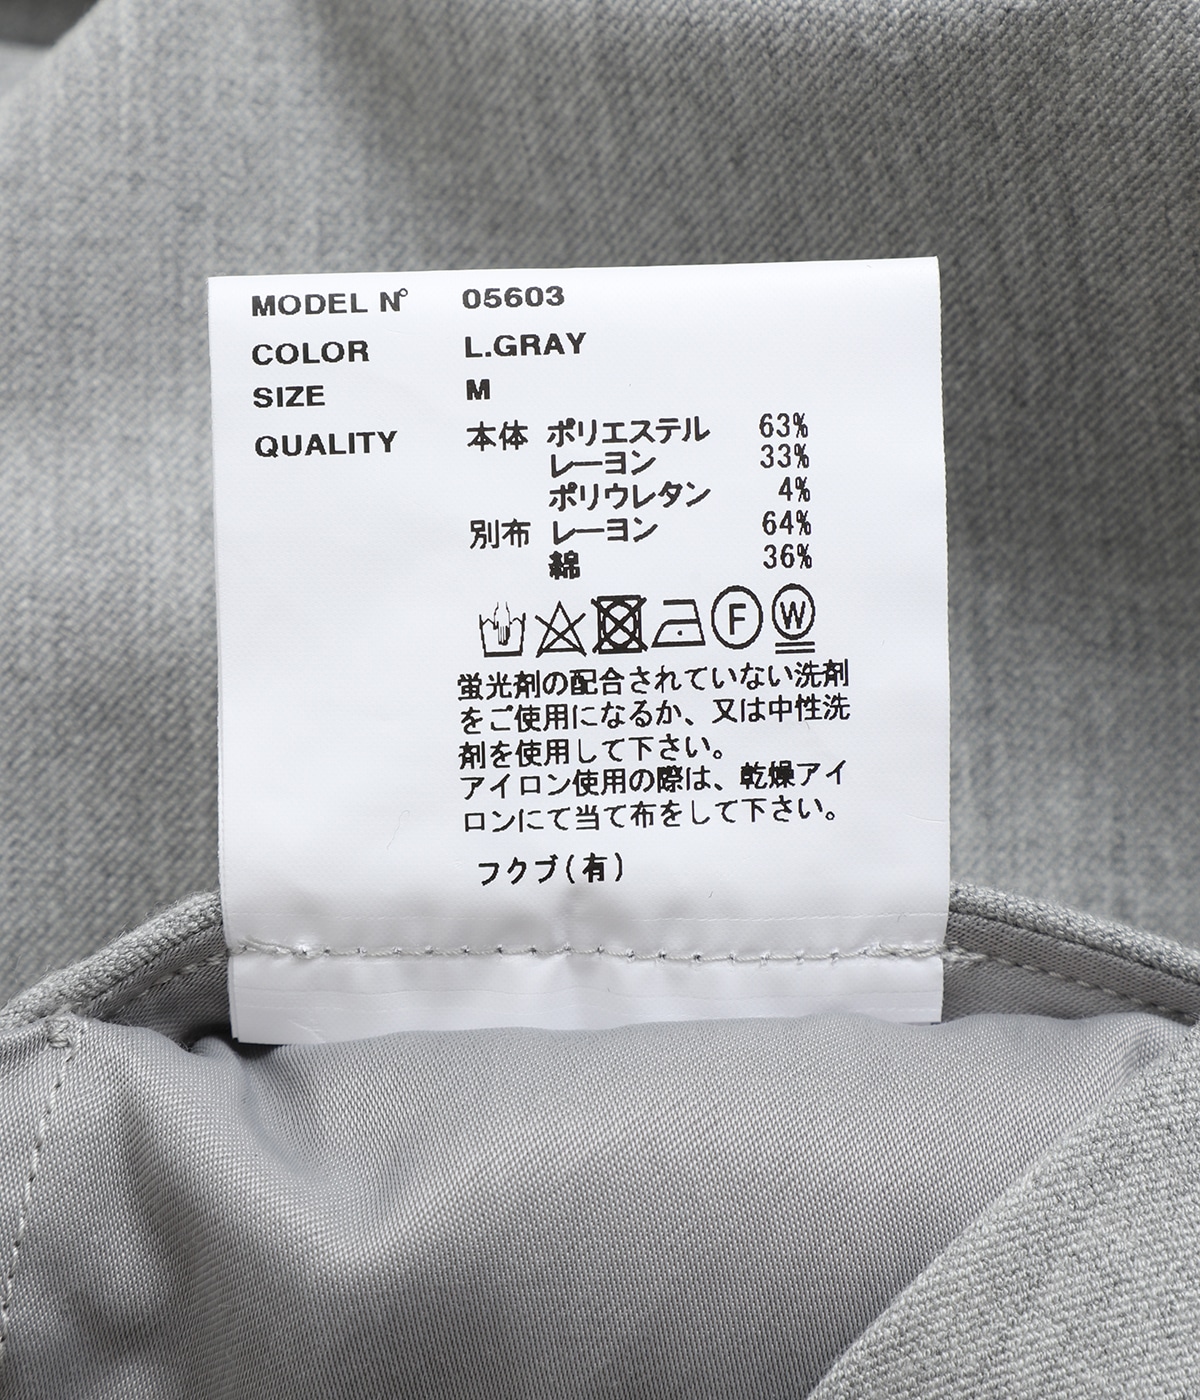 MODEL N° 05603
COLOR L.GRAY
SIZE M
QUALITY 本体 ポリエステル 63%
レーヨン 33%
ポリウレタン 4%
別布 レーヨン 64%
綿 36%
F W
蛍光剤の配合されていない洗剤
をご使用になるか、又は中性洗
剤を使用して下さい。
アイロン使用の際は、乾燥アイ
ロンにて当て布をして下さい。
フクブ(有)